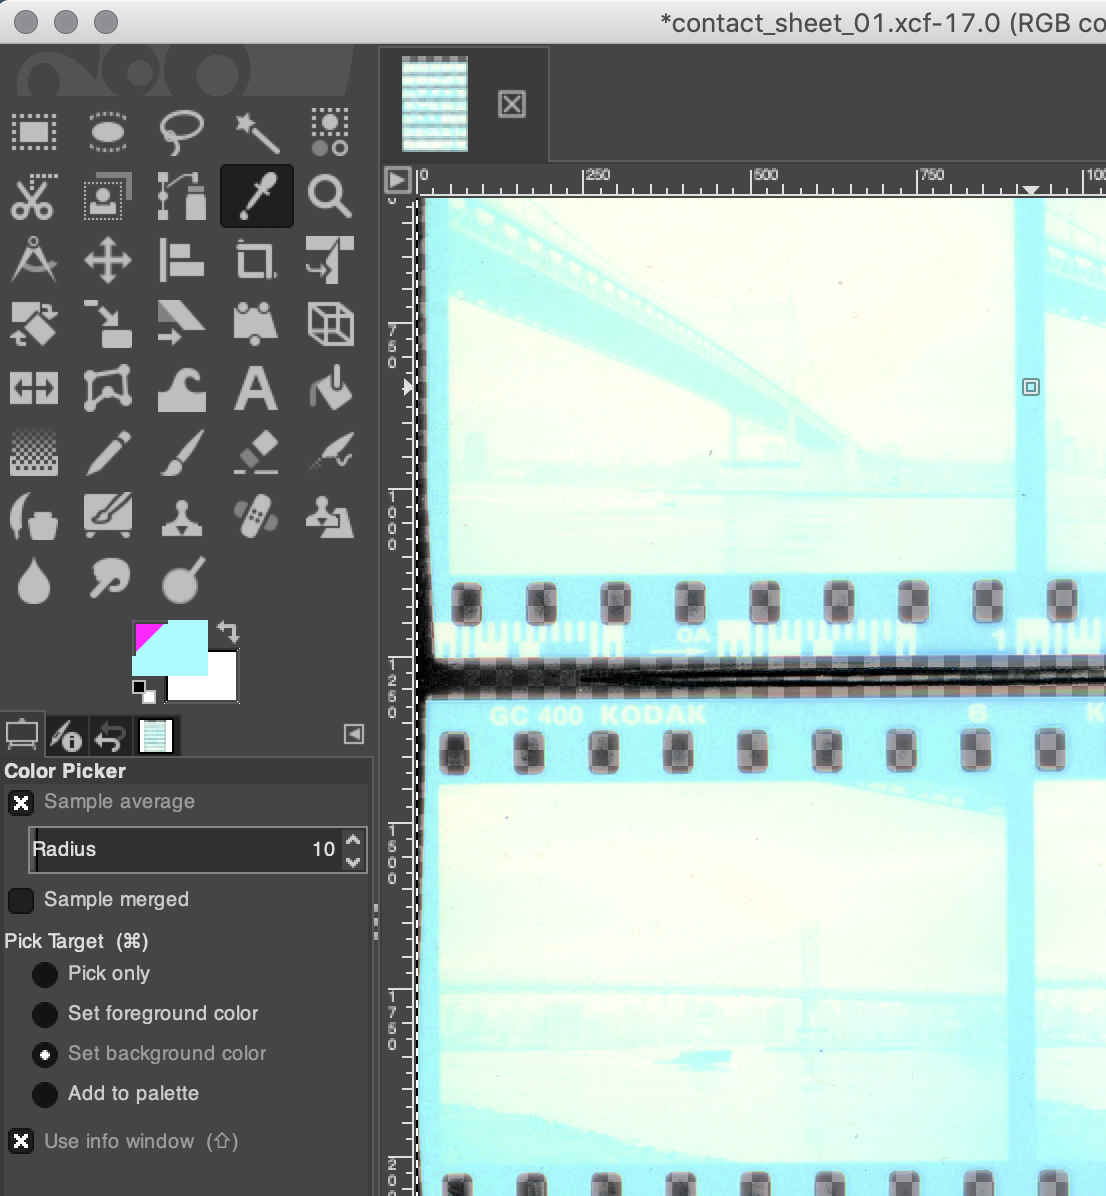 *contact_sheet_01.xcf-17.0 (RGB co
0 250 500 750 100
750
1000
0A 1
1250
GC 400 KODAK 6 K
Color Picker
Sample average
Radius 10
1500
Sample merged
Pick Target (⌘)
Pick only
Set foreground color
1750
Set background color
Add to palette
Use info window (⇧)
20